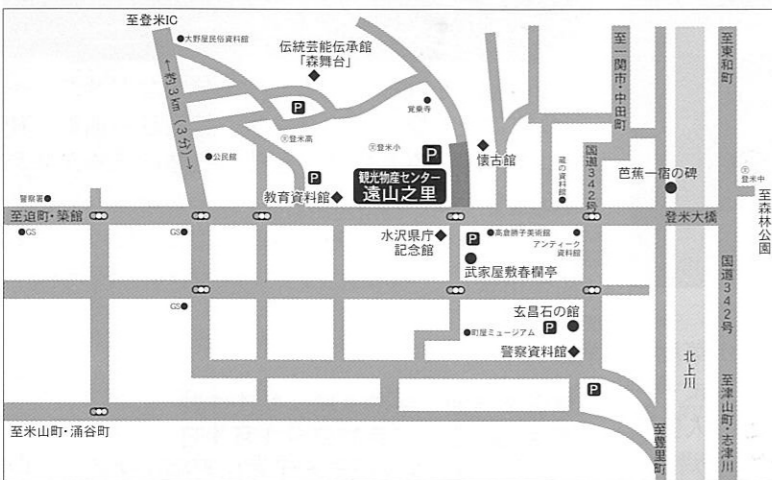 至登米IC
大野屋民俗資料館
伝統芸能伝承館
「森舞台」
←約3km(3分)→
P
覚乗寺
登米高
登米小
P
懐古館
公民館
P
観光物産センター
遠山之里
教育資料館
蔵の資料館
国道342号
至一関市・中田町
芭蕉一宿の碑
至東和町
登米中
至森林公園
警察署
至迫町・築館
登米大橋
GS
GS
水沢県庁
記念館
P
高倉勝子美術館
アンティーク
資料館
武家屋敷春蘭亭
国道342号
GS
玄昌石の館
町屋ミュージアム
P
警察資料館
北上川
P
至米山町・涌谷町
至豊里町
至津山町・志津川